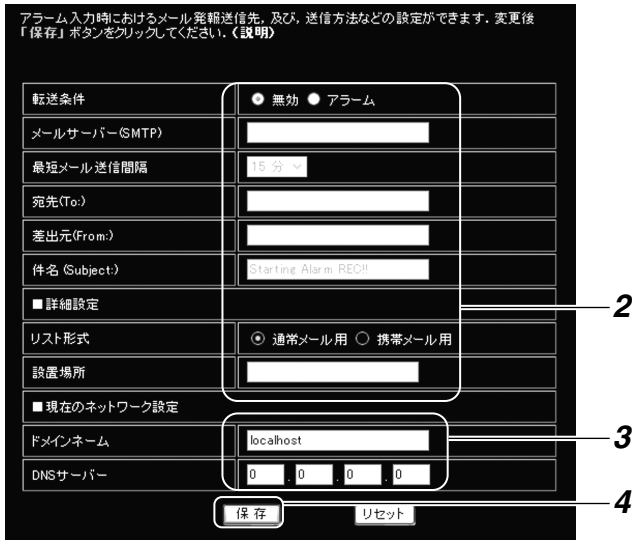 アラーム入力時におけるメール発報送信先, 及び, 送信方法などの設定ができます. 変更後
「保存」ボタンをクリックしてください. 《説明》
転送条件 無効 アラーム
メールサーバー(SMTP)
最短メール送信間隔 15 分
宛先(To:)
差出元(From:)
件名 (Subject:) Starting Alarm REC!!
■詳細設定 2
リスト形式 通常メール用 携帯メール用
設置場所
■現在のネットワーク設定
ドメインネーム localhost 3
DNSサーバー 0 . 0 . 0 . 0
保存 リセット 4